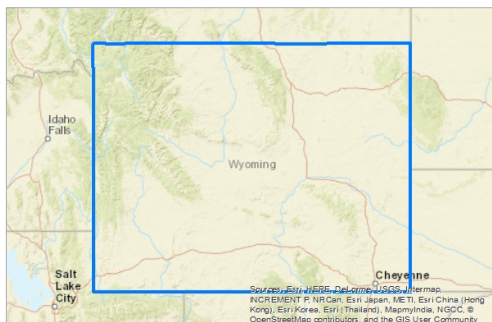 Idaho
Falls
Wyoming
Salt
Lake
City
Cheyenne
Sources: Esri, HERE, DeLorme, USGS, Intermap,
INCREMENT P, NRCan, Esri Japan, METI, Esri China (Hong
Kong), Esri Korea, Esri (Thailand), MapmyIndia, NGCC, ©
OpenStreetMap contributors, and the GIS User Community